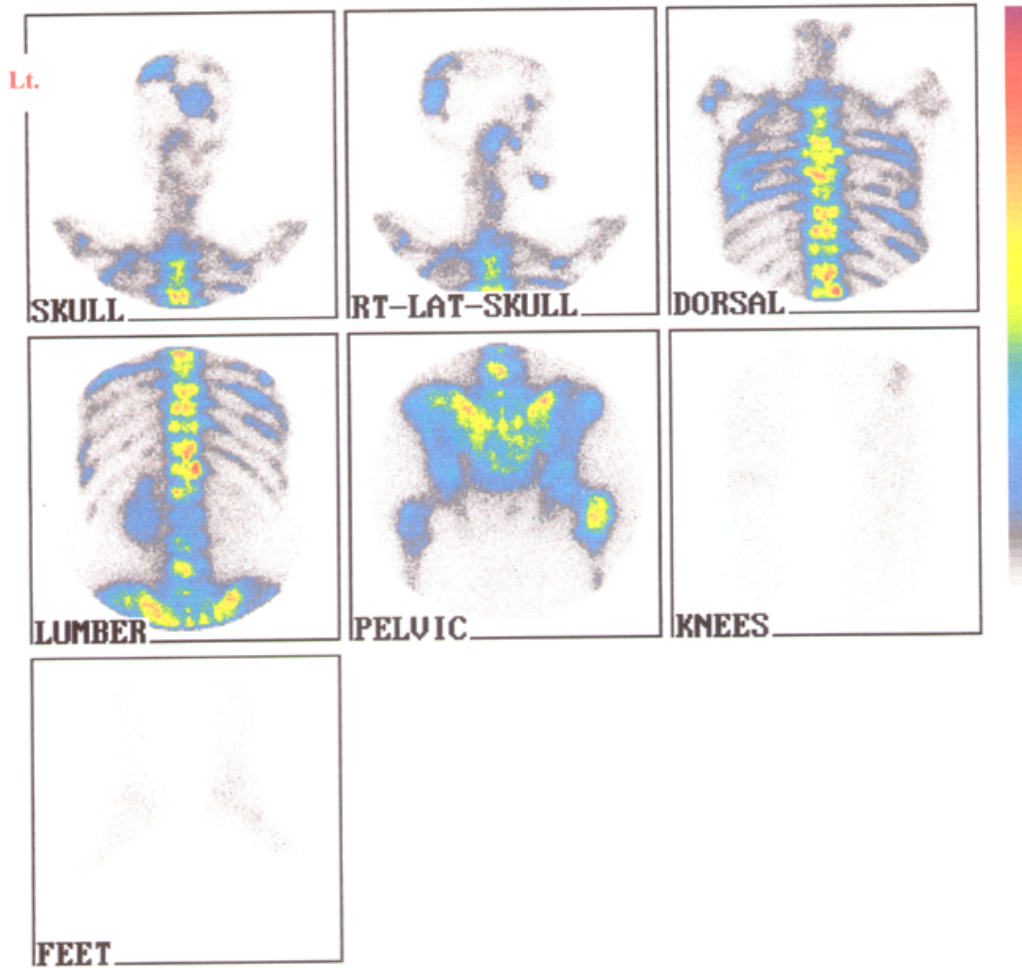 Lt.
SKULL
RT-LAT-SKULL
DORSAL
LUMBER
PELVIC
KNEES
FEET